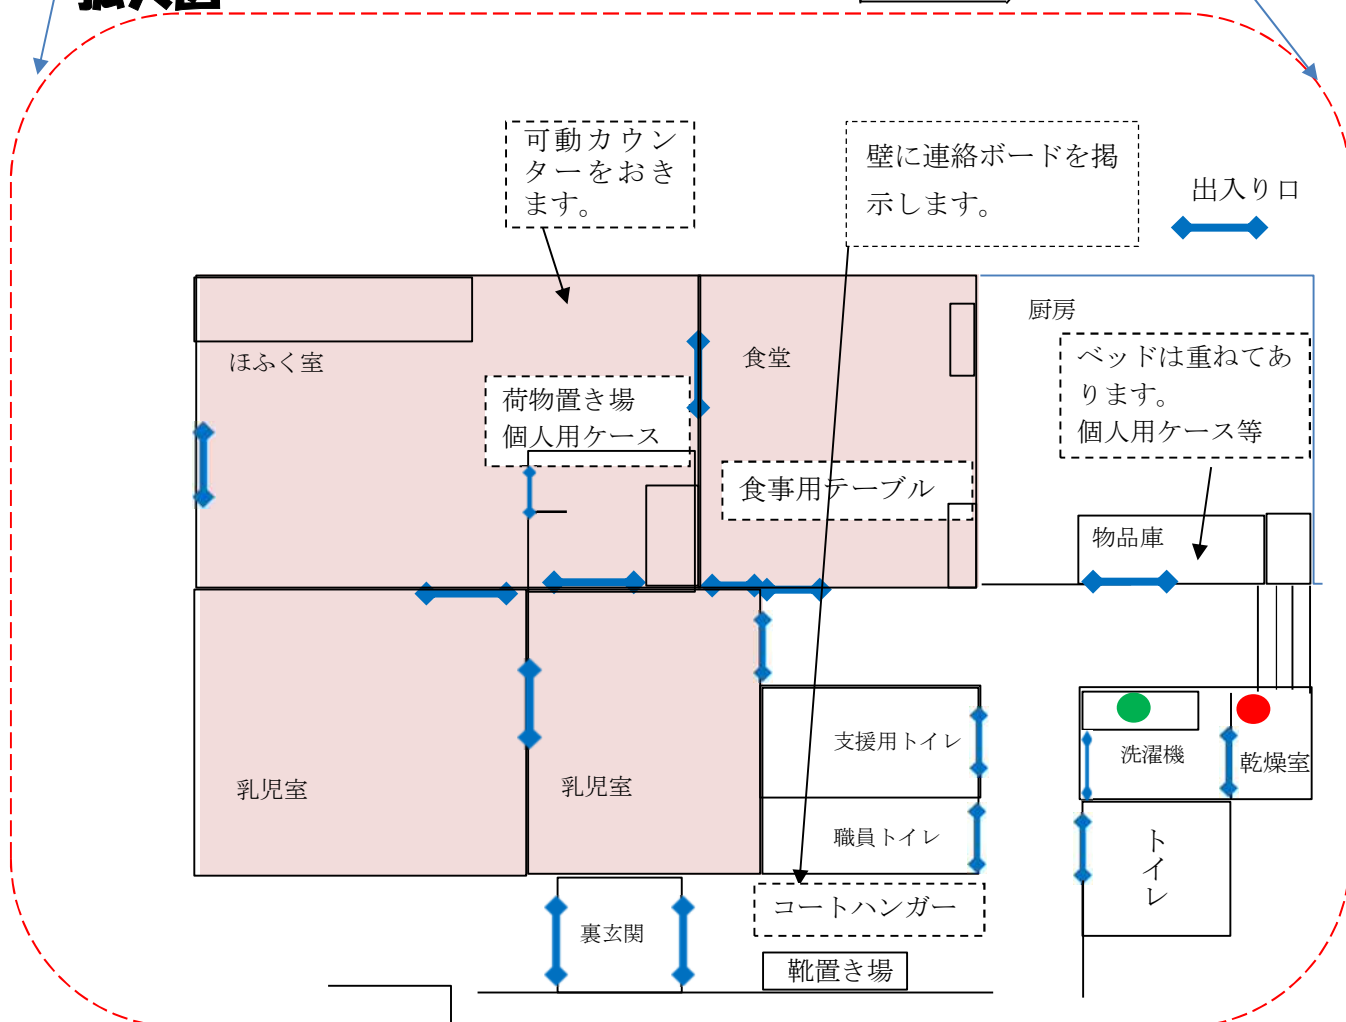 可動カウン
ターをおき
ます。
壁に連絡ボードを掲
示します。
出入り口
厨房
ほふく室
食堂
ベッドは重ねてあ
ります。
個人用ケース等
荷物置き場
個人用ケース
食事用テーブル
物品庫
支援用トイレ
洗濯機
乾燥室
乳児室
乳児室
職員トイレ
トイレ
コートハンガー
裏玄関
靴置き場